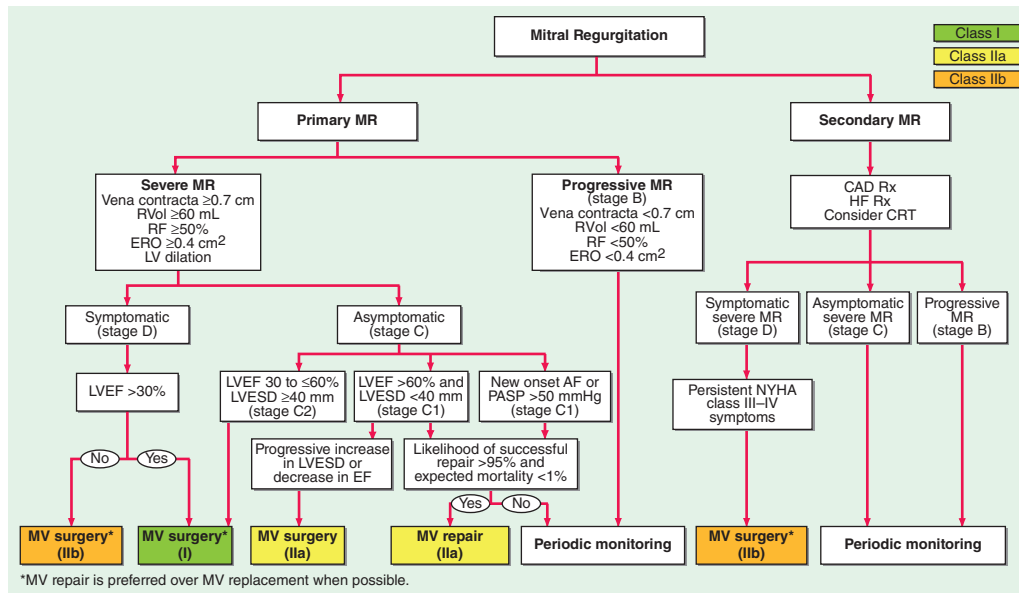 Mitral Regurgitation
Class I
Class IIa
Class IIb
Primary MR
Secondary MR
Severe MR
Vena contracta ≥0.7 cm
RVol ≥60 mL
RF ≥50%
ERO ≥0.4 cm²
LV dilation
Progressive MR
(stage B)
Vena contracta <0.7 cm
RVol <60 mL
RF <50%
ERO <0.4 cm²
CAD Rx
HF Rx
Consider CRT
Symptomatic
(stage D)
Asymptomatic
(stage C)
Symptomatic
severe MR
(stage D)
Asymptomatic
severe MR
(stage C)
Progressive
MR
(stage B)
LVEF >30%
LVEF 30 to ≤60%
LVESD ≥40 mm
(stage C2)
LVEF >60% and
LVESD <40 mm
(stage C1)
New onset AF or
PASP >50 mmHg
(stage C1)
Persistent NYHA
class III–IV
symptoms
No
Yes
Progressive increase
in LVESD or
decrease in EF
Likelihood of successful
repair >95% and
expected mortality <1%
Yes
No
MV surgery*
(IIb)
MV surgery*
(I)
MV surgery
(IIa)
MV repair
(IIa)
Periodic monitoring
MV surgery*
(IIb)
Periodic monitoring
*MV repair is preferred over MV replacement when possible.